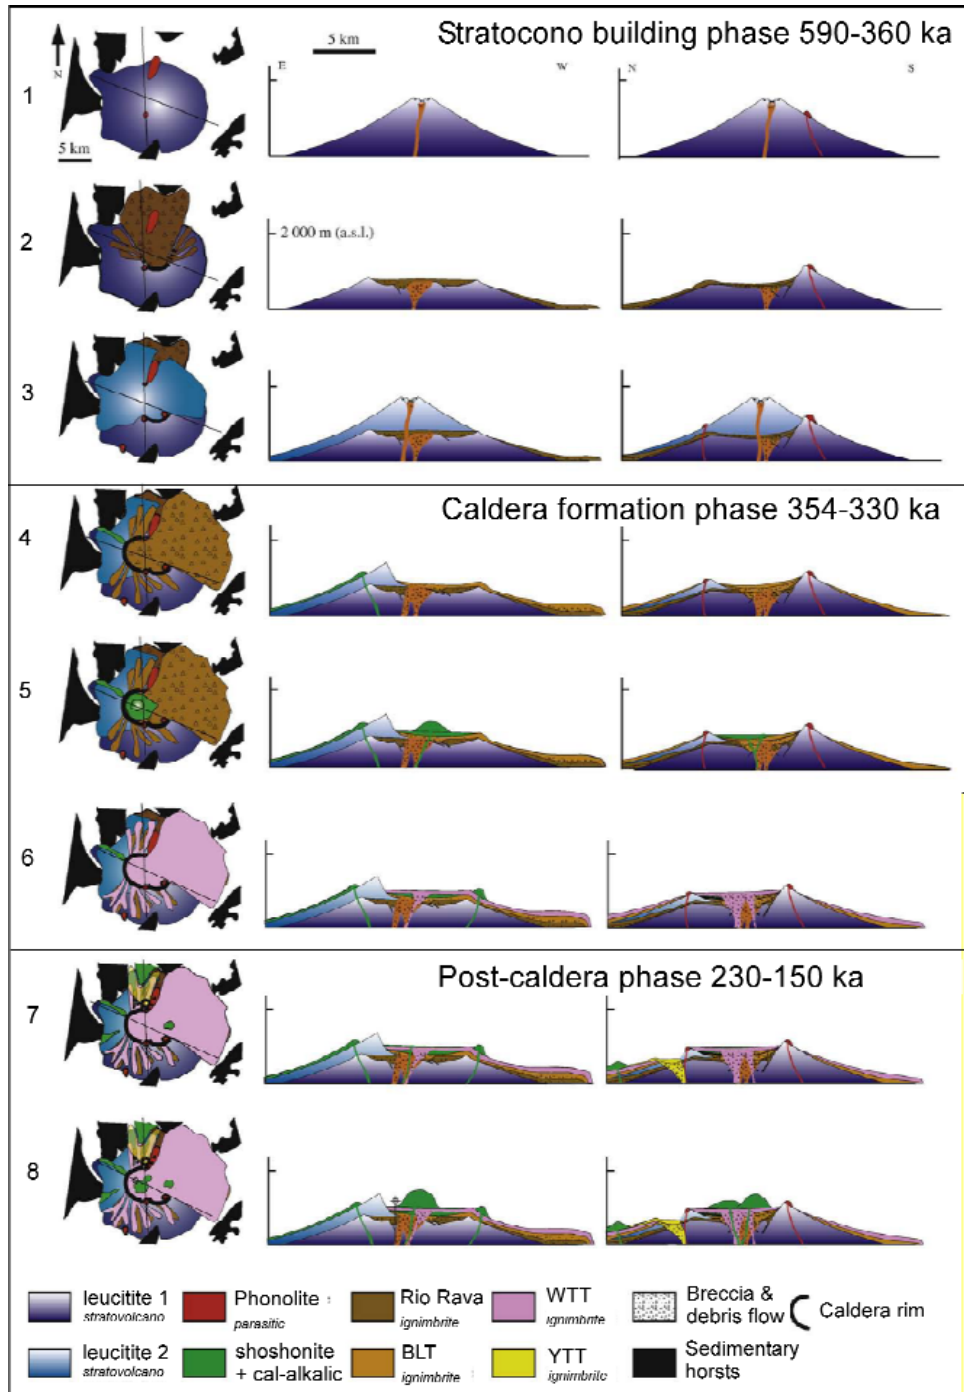 Stratocono building phase 590-360 ka
5 km
N
E
W
N
S
1
5 km
2
2 000 m (a.s.l.)
3
Caldera formation phase 354-330 ka
4
5
6
Post-caldera phase 230-150 ka
7
8
leucitite 1
stratovolcano
Phonolite
parasitic
Rio Rava
ignimbrite
WTT
ignimbrite
Breccia &
debris flow
Caldera rim
leucitite 2
stratovolcano
shoshonite
+ cal-alkalic
BLT
ignimbrite
YTT
ignimbrite
Sedimentary
horsts